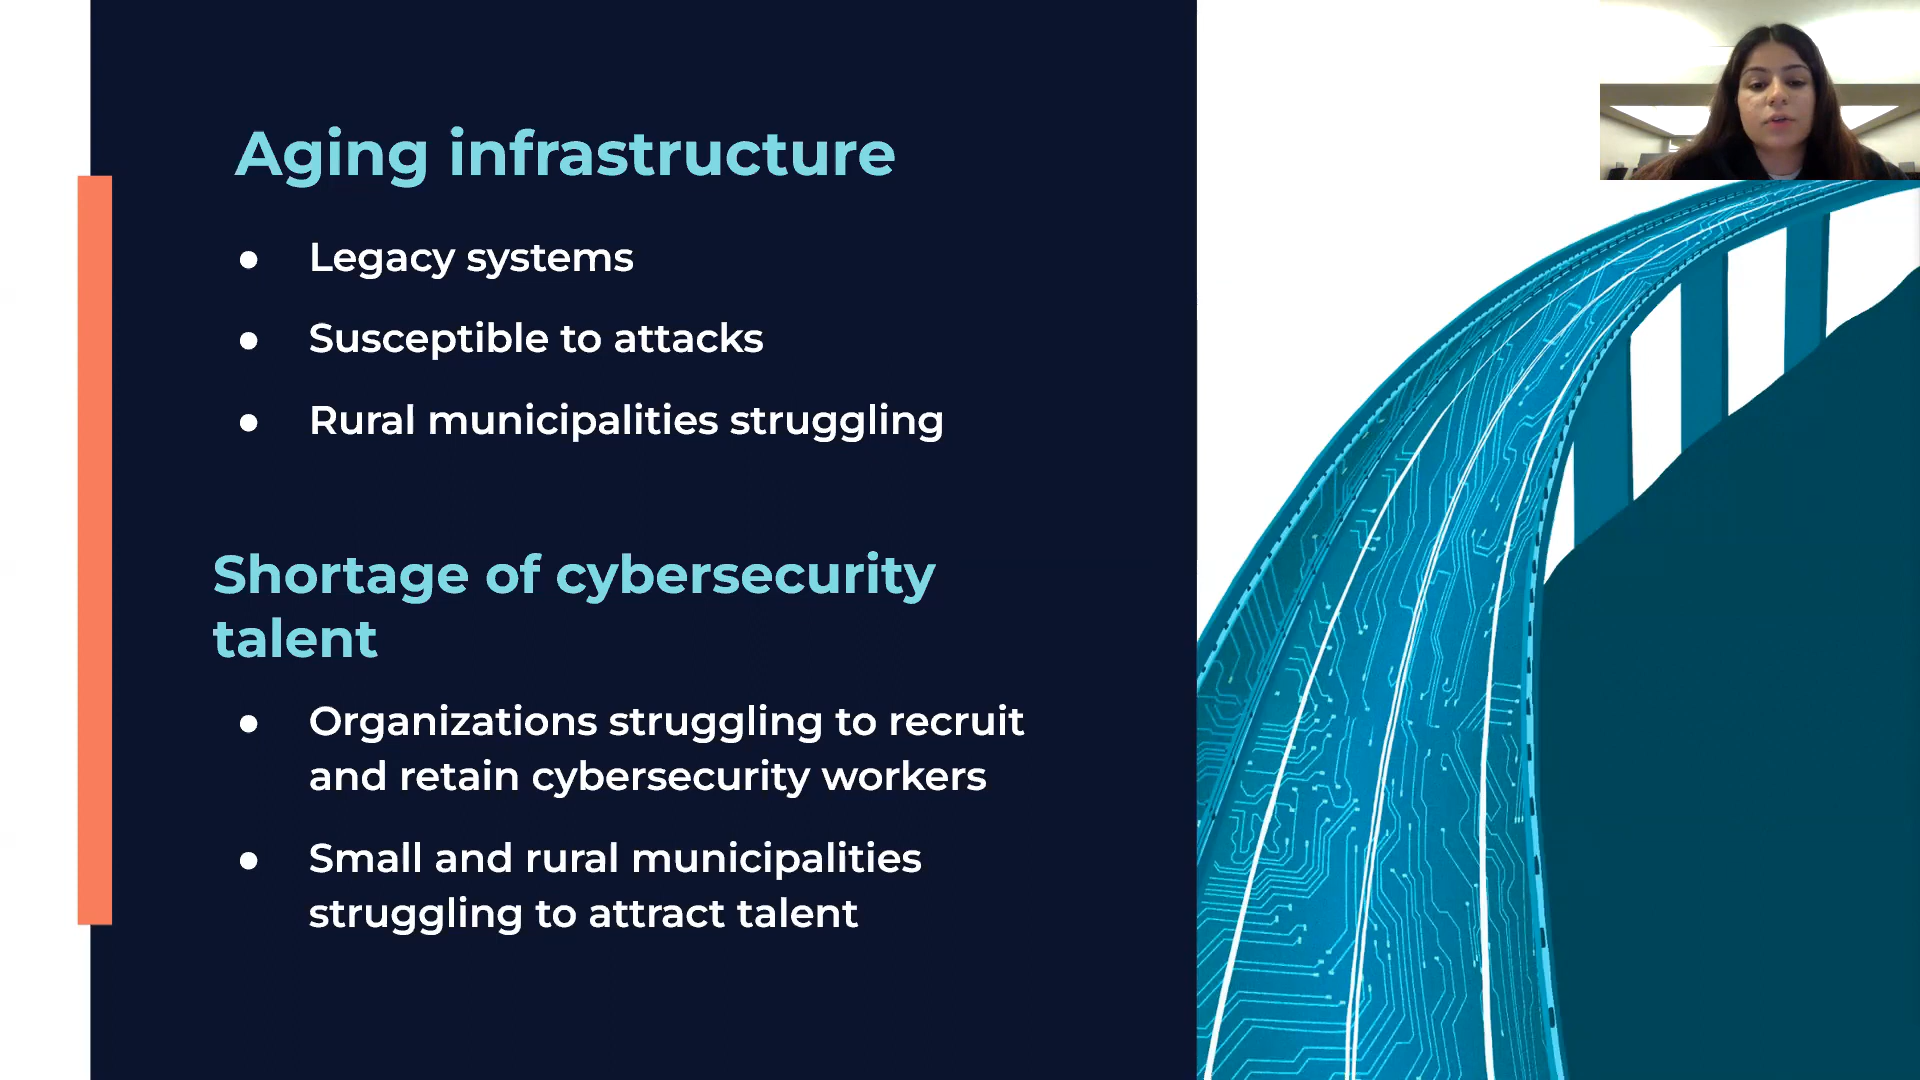 Aging infrastructure
● Legacy systems
● Susceptible to attacks
● Rural municipalities struggling
Shortage of cybersecurity
talent
● Organizations struggling to recruit
and retain cybersecurity workers
● Small and rural municipalities
struggling to attract talent